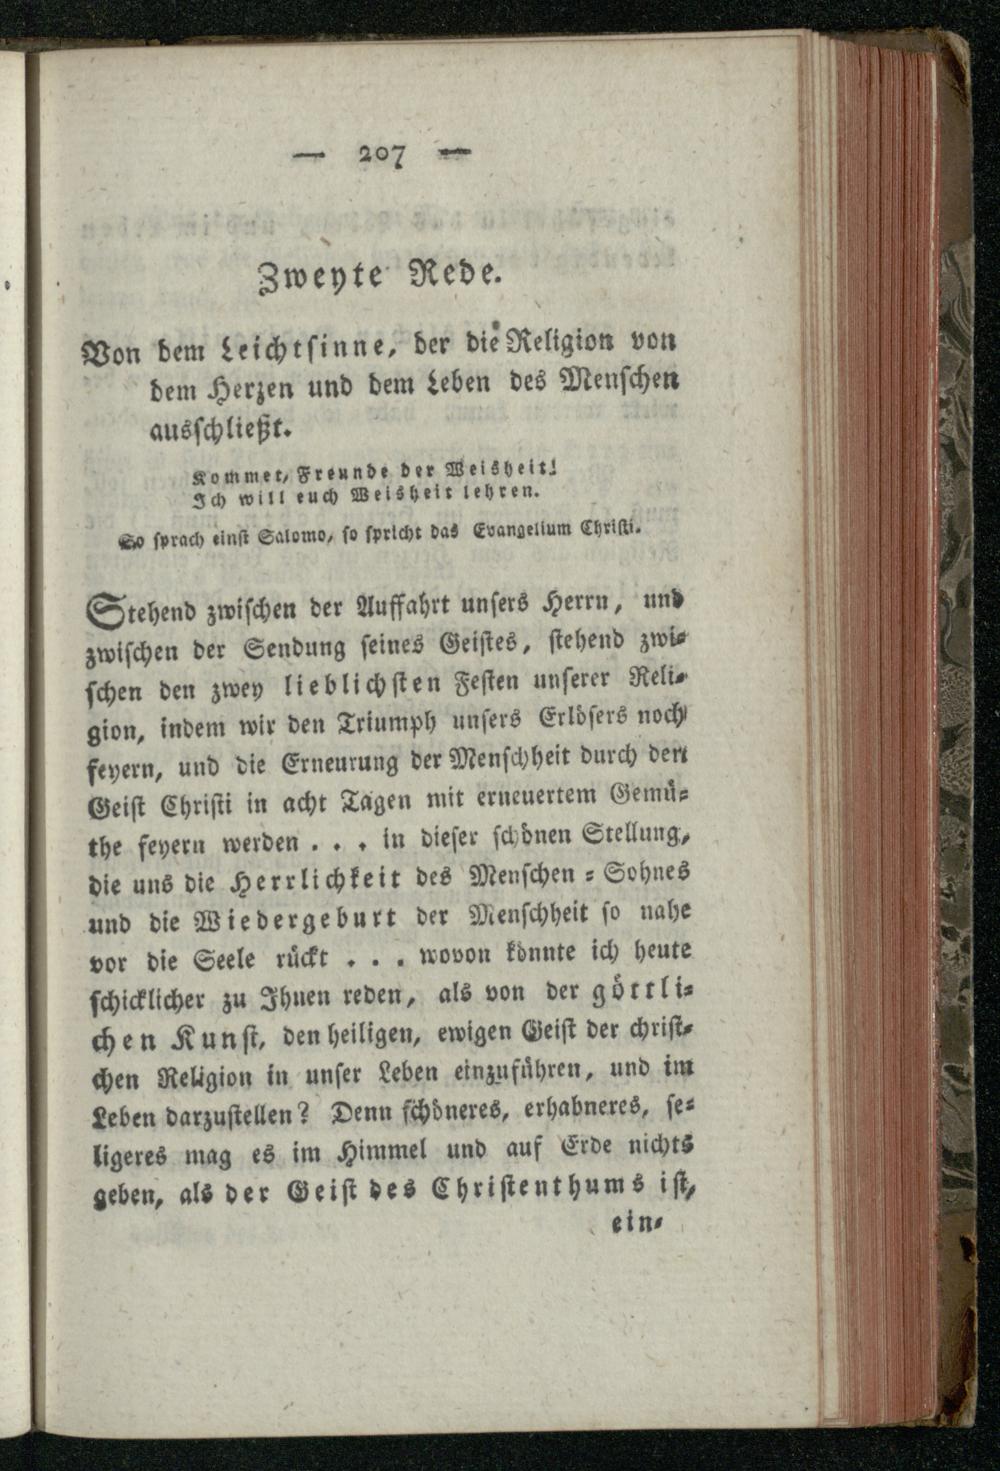 — 207 —
Zweyte Rede.
Von dem Leichtsinne, der die Religion von
dem Herzen und dem Leben des Menschen
ausschließt.
Kommet, Freunde der Weisheit!
Ich will euch Weisheit lehren.
So sprach einst Salomo, so spricht das Evangelium Christi.
Stehend zwischen der Auffahrt unsers Herrn, und
zwischen der Sendung seines Geistes, stehend zwi-
schen den zwey lieblichsten Festen unserer Reli-
gion, indem wir den Triumph unsers Erlösers noch
feyern, und die Erneurung der Menschheit durch den
Geist Christi in acht Tagen mit erneuertem Gemü-
the feyern werden . . . in dieser schönen Stellung,
die uns die Herrlichkeit des Menschen-Sohnes
und die Wiedergeburt der Menschheit so nahe
vor die Seele rückt . . . wovon könnte ich heute
schicklicher zu Ihnen reden, als von der göttli-
chen Kunst, den heiligen, ewigen Geist der christ-
chen Religion in unser Leben einzuführen, und im
Leben darzustellen? Denn schöneres, erhabneres, se-
ligeres mag es im Himmel und auf Erde nichts
geben, als der Geist des Christenthums ist,
ein-